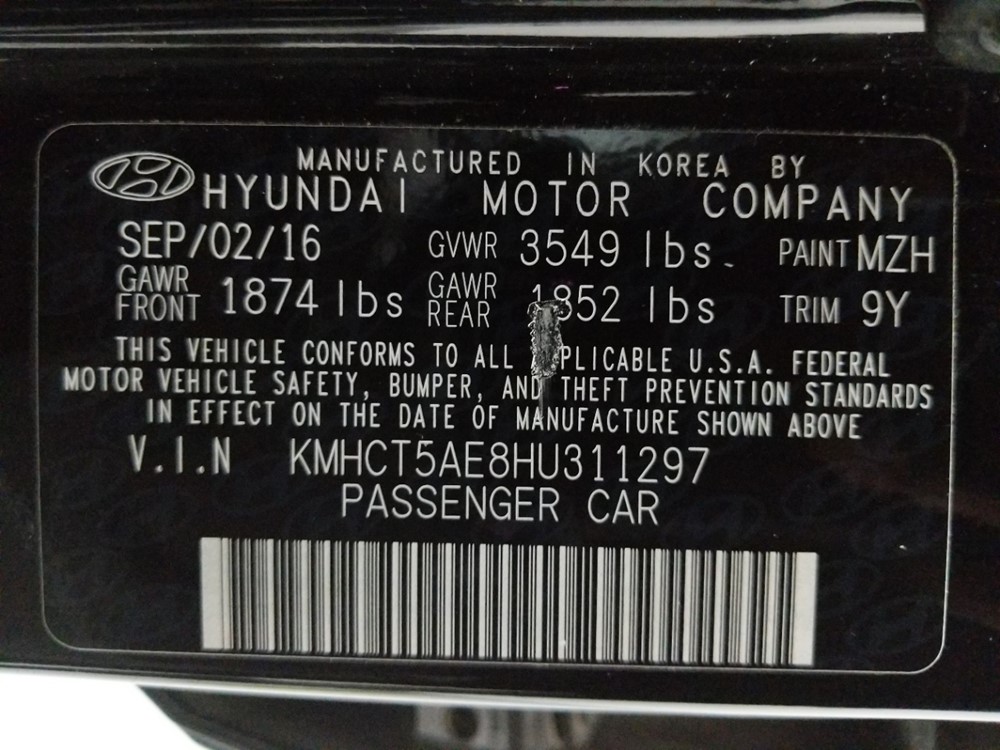 MANUFACTURED IN KOREA BY
HYUNDAI MOTOR COMPANY
SEP/02/16 GVWR 3549 lbs. PAINT MZH
GAWR FRONT 1874 lbs GAWR REAR 1852 lbs TRIM 9Y
THIS VEHICLE CONFORMS TO ALL U.S.A. FEDERAL
MOTOR VEHICLE SAFETY, BUMPER, AND THEFT PREVENTION STANDARDS
IN EFFECT ON THE DATE OF MANUFACTURE SHOWN ABOVE
V.I.N KMHCT5AE8HU311297
PASSENGER CAR